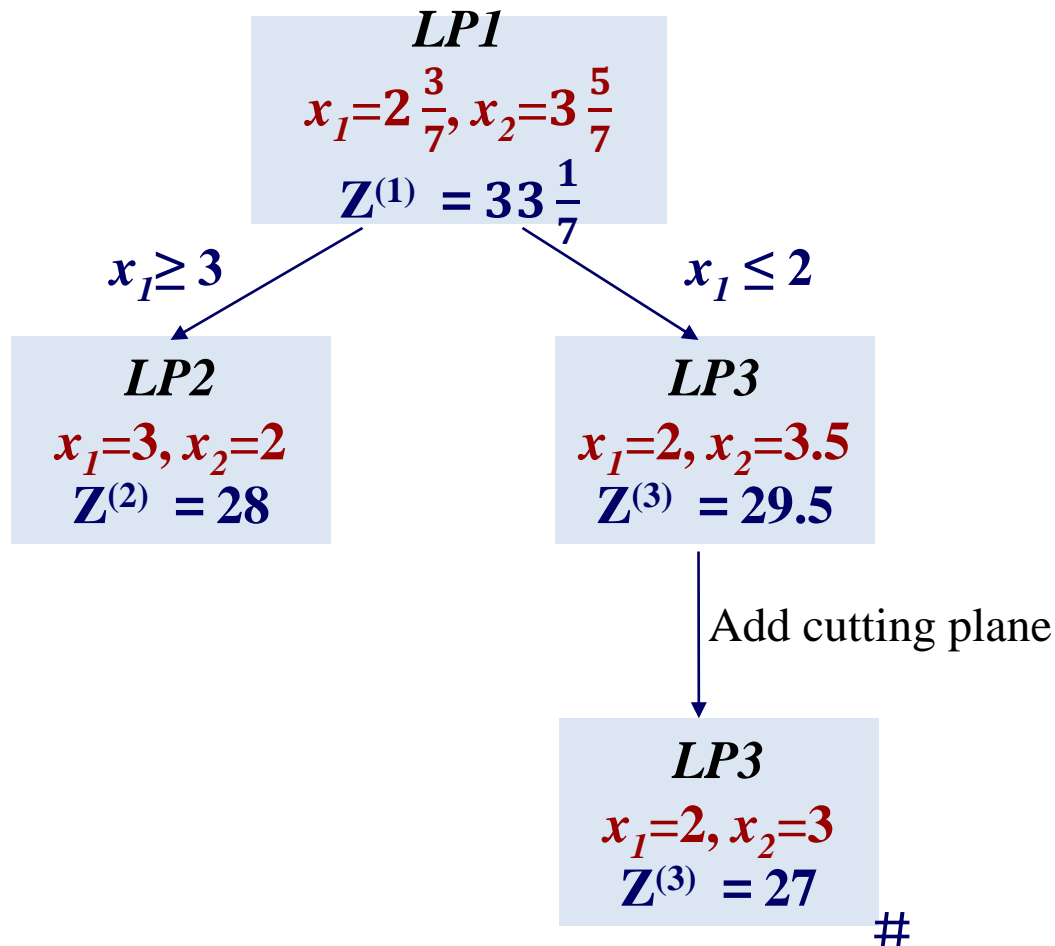 LP1
x₁=2 3/7, x₂=3 5/7
Z⁽¹⁾ = 33 1/7
x₁≥ 3
x₁ ≤ 2
LP2
x₁=3, x₂=2
Z⁽²⁾ = 28
LP3
x₁=2, x₂=3.5
Z⁽³⁾ = 29.5
Add cutting plane
LP3
x₁=2, x₂=3
Z⁽³⁾ = 27
#